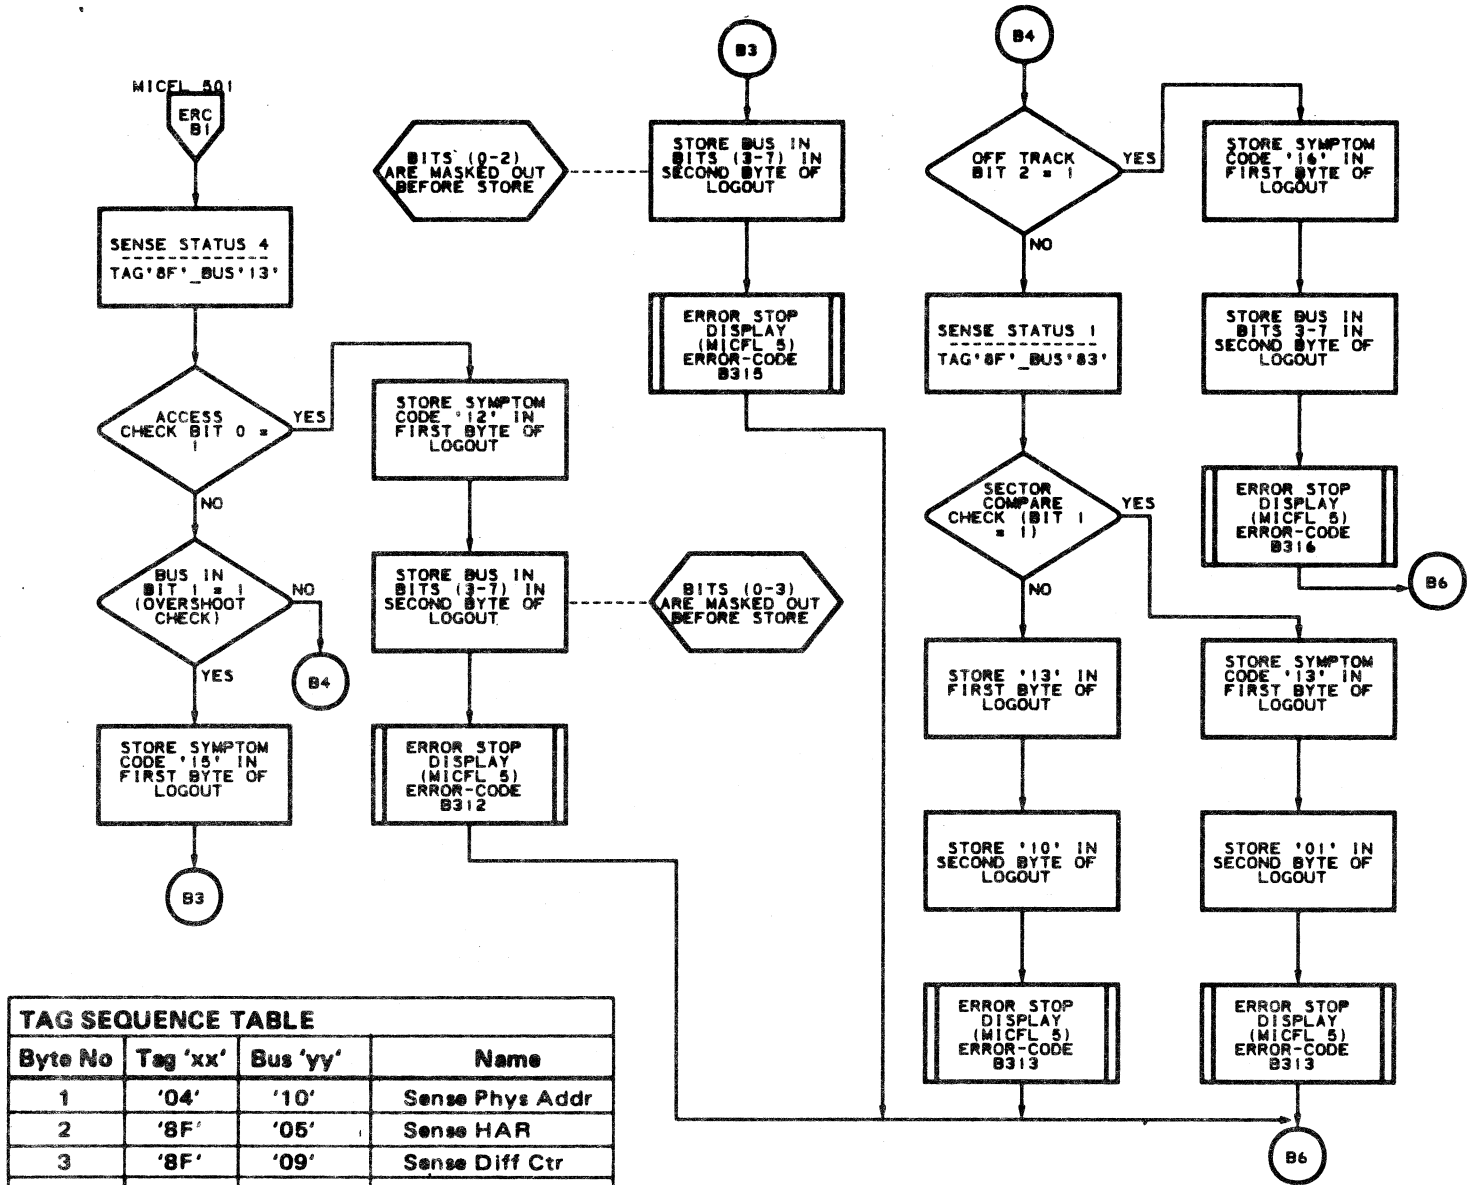 MICFL 501
ERC
B1
SENSE STATUS 4
TAG'8F'_BUS'13'
ACCESS
CHECK BIT 0 =
1
YES
NO
BUS IN
BIT 1 = 1
(OVERSHOOT
CHECK)
NO
B4
YES
STORE SYMPTOM
CODE '15' IN
FIRST BYTE OF
LOGOUT
B3
STORE SYMPTOM
CODE '12' IN
FIRST BYTE OF
LOGOUT
STORE BUS IN
BITS (3-7) IN
SECOND BYTE OF
LOGOUT
BITS (0-3)
ARE MASKED OUT
BEFORE STORE
ERROR STOP
DISPLAY
(MICFL 5)
ERROR-CODE
B312
B3
BITS (0-2)
ARE MASKED OUT
BEFORE STORE
STORE BUS IN
BITS (3-7) IN
SECOND BYTE OF
LOGOUT
ERROR STOP
DISPLAY
(MICFL 5)
ERROR-CODE
B315
B4
OFF TRACK
BIT 2 = 1
YES
NO
SENSE STATUS 1
TAG'8F'_BUS'83'
SECTOR
COMPARE
CHECK (BIT 1
= 1)
YES
NO
STORE '13' IN
FIRST BYTE OF
LOGOUT
STORE '10' IN
SECOND BYTE OF
LOGOUT
ERROR STOP
DISPLAY
(MICFL 5)
ERROR-CODE
B313
STORE SYMPTOM
CODE '16' IN
FIRST BYTE OF
LOGOUT
STORE BUS IN
BITS 3-7 IN
SECOND BYTE OF
LOGOUT
ERROR STOP
DISPLAY
(MICFL 5)
ERROR-CODE
B316
B6
STORE SYMPTOM
CODE '13' IN
FIRST BYTE OF
LOGOUT
STORE '01' IN
SECOND BYTE OF
LOGOUT
ERROR STOP
DISPLAY
(MICFL 5)
ERROR-CODE
B313
B6
TAG SEQUENCE TABLE
Byte No Tag 'xx' Bus 'yy' Name
1 '04' '10' Sense Phys Addr
2 '8F' '05' Sense HAR
3 '8F' '09' Sense Diff Ctr